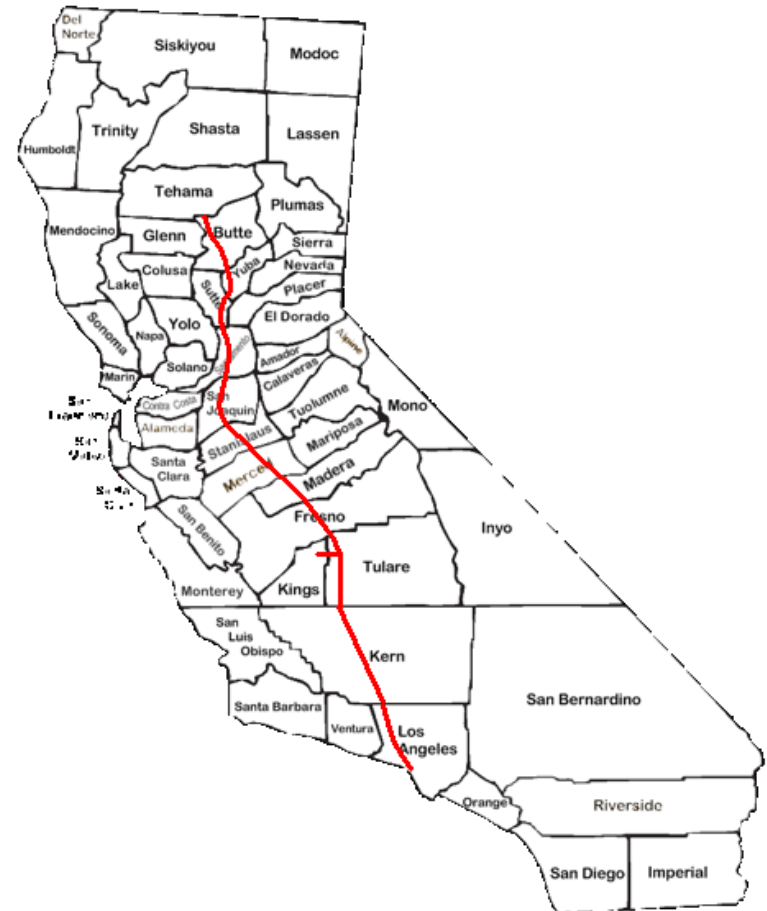 Del
Norte
Siskiyou
Modoc
Humboldt
Trinity
Shasta
Lassen
Tehama
Plumas
Mendocino
Glenn
Butte
Sierra
Lake
Colusa
Yuba
Nevada
Placer
Sonoma
Napa
Yolo
El Dorado
Alpine
Marin
Solano
Amador
Calaveras
Contra Costa
San
Joaquin
Tuolumne
Mono
Alameda
Stanislaus
Mariposa
Santa
Clara
Merced
Madera
San Benito
Fresno
Inyo
Monterey
Kings
Tulare
San
Luis
Obispo
Kern
Santa Barbara
Ventura
Los
Angeles
San Bernardino
Orange
Riverside
San Diego
Imperial